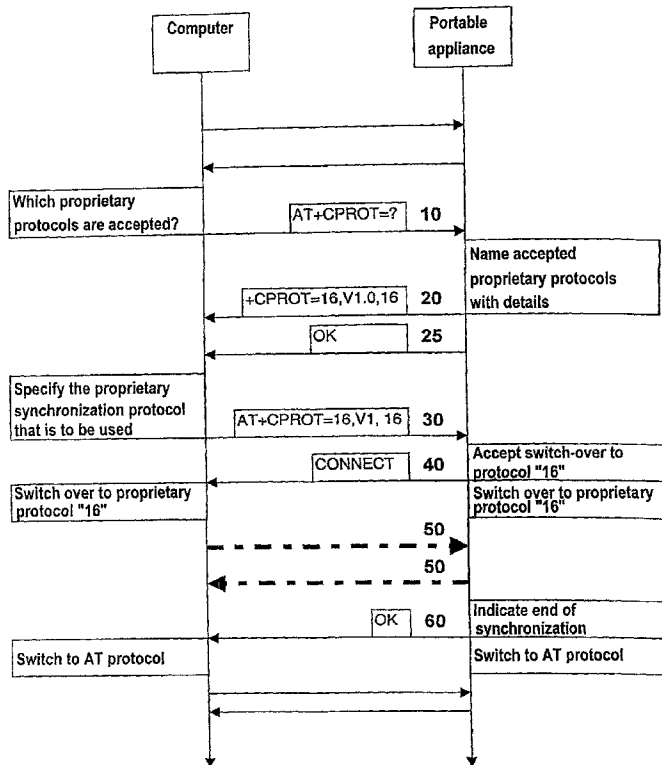 Computer
Portable
appliance
Which proprietary
protocols are accepted?
AT+CPROT=?
10
Name accepted
proprietary protocols
with details
+CPROT=16,V1.0,16
20
OK
25
Specify the proprietary
synchronization protocol
that is to be used
AT+CPROT=16,V1, 16
30
CONNECT
40
Accept switch-over to
protocol "16"
Switch over to proprietary
protocol "16"
Switch over to proprietary
protocol "16"
50
50
OK
60
Indicate end of
synchronization
Switch to AT protocol
Switch to AT protocol